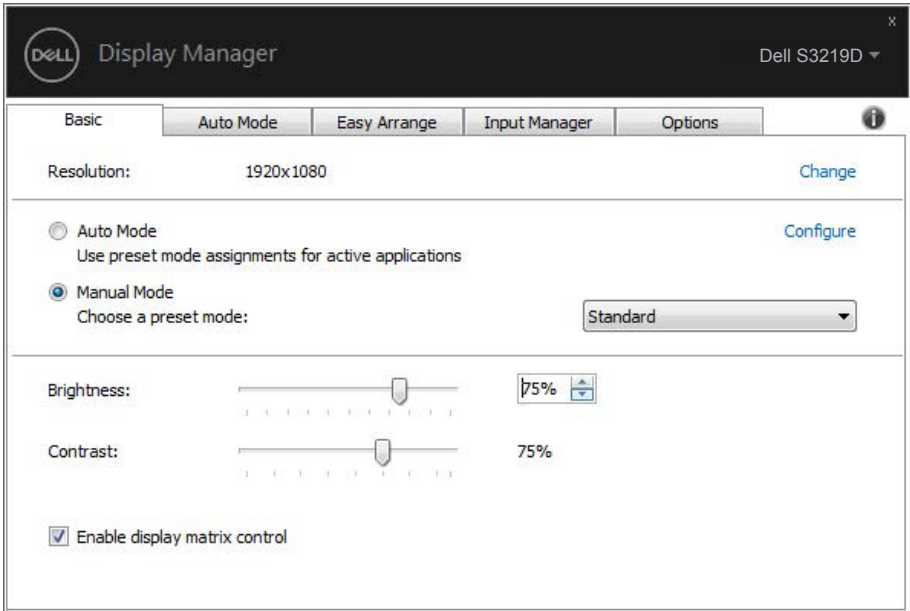 x
DELL Display Manager
Dell S3219D
Basic Auto Mode Easy Arrange Input Manager Options i
Resolution: 1920x1080 Change
Auto Mode Configure
Use preset mode assignments for active applications
Manual Mode
Choose a preset mode: Standard
Brightness: 75%
Contrast: 75%
Enable display matrix control